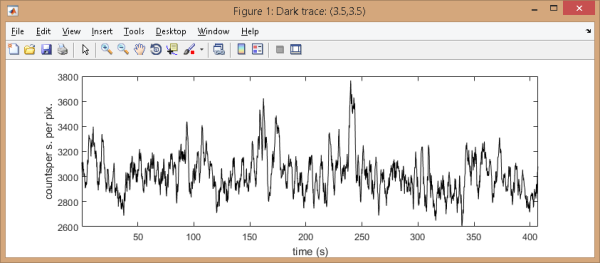 Figure 1: Dark trace: (3.5,3.5)
File Edit View Insert Tools Desktop Window Help
3800
3600
3400
3200
3000
2800
2600
countsper s. per pix.
50 100 150 200 250 300 350 400
time (s)